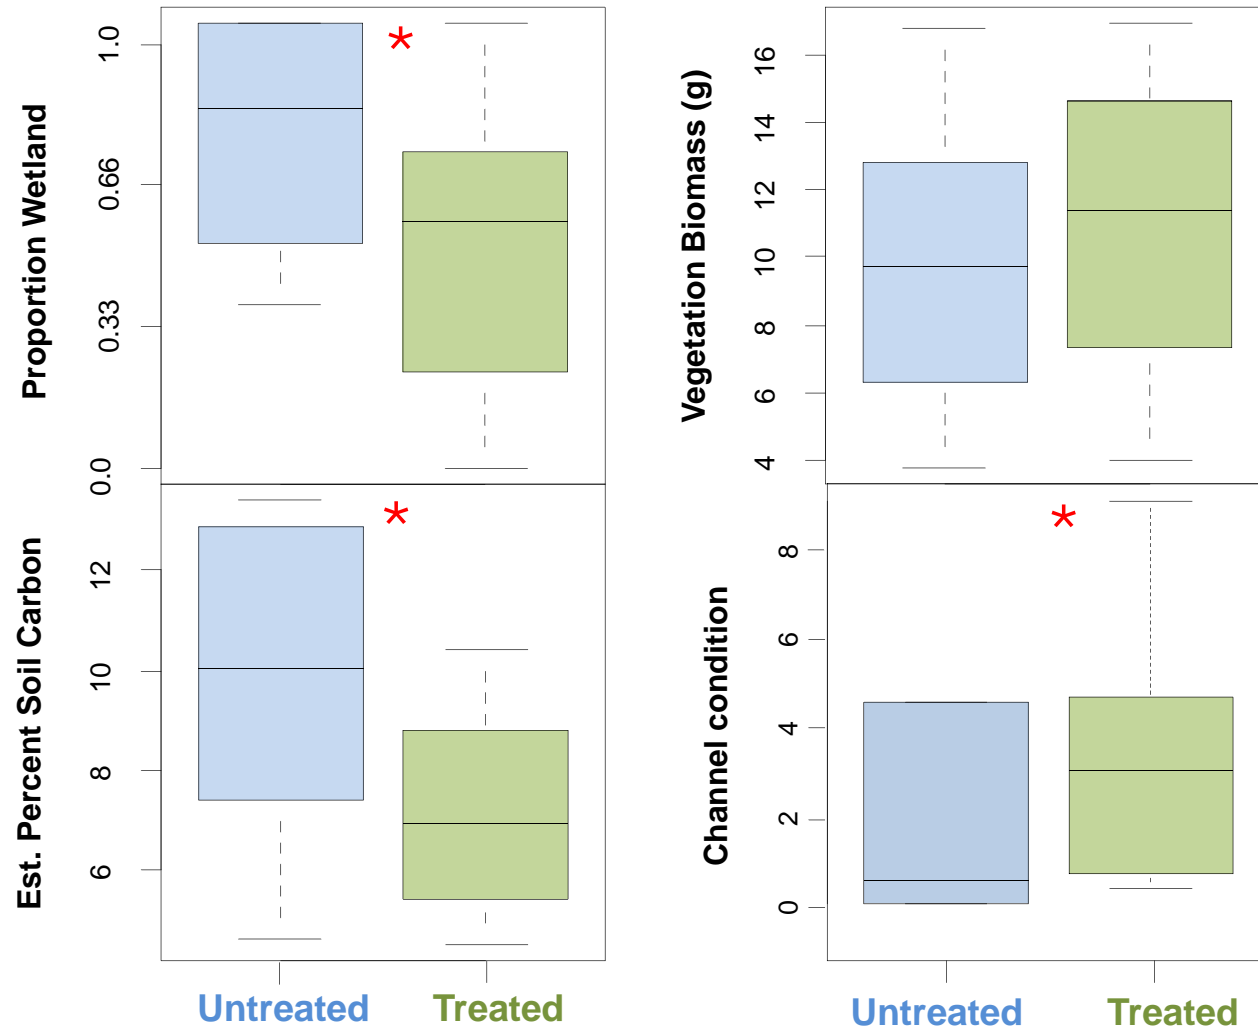 Proportion Wetland
1.0
0.66
0.33
0.0
*
Vegetation Biomass (g)
16
14
12
10
8
6
4
Est. Percent Soil Carbon
12
10
8
6
*
Untreated
Treated
Channel condition
8
6
4
2
0
*
Untreated
Treated